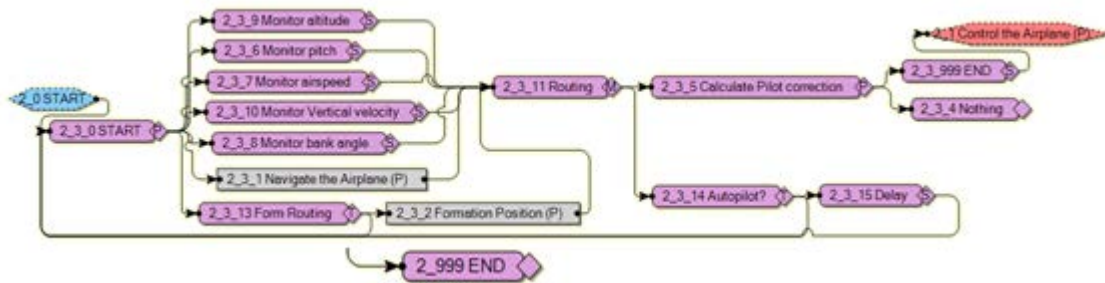 2_3_9 Monitor altitude S
2_1 Control the Airplane (P)
2_3_6 Monitor pitch S
2_3_7 Monitor airspeed S
2_3_11 Routing M
2_3_5 Calculate Pilot correction P
2_3_999 END S
2_0 START
2_3_10 Monitor Vertical velocity S
2_3_4 Nothing
2_3_0 START P
2_3_8 Monitor bank angle S
2_3_1 Navigate the Airplane (P)
2_3_14 Autopilot? T
2_3_15 Delay S
2_3_13 Form Routing T
2_3_2 Formation Position (P)
2_999 END